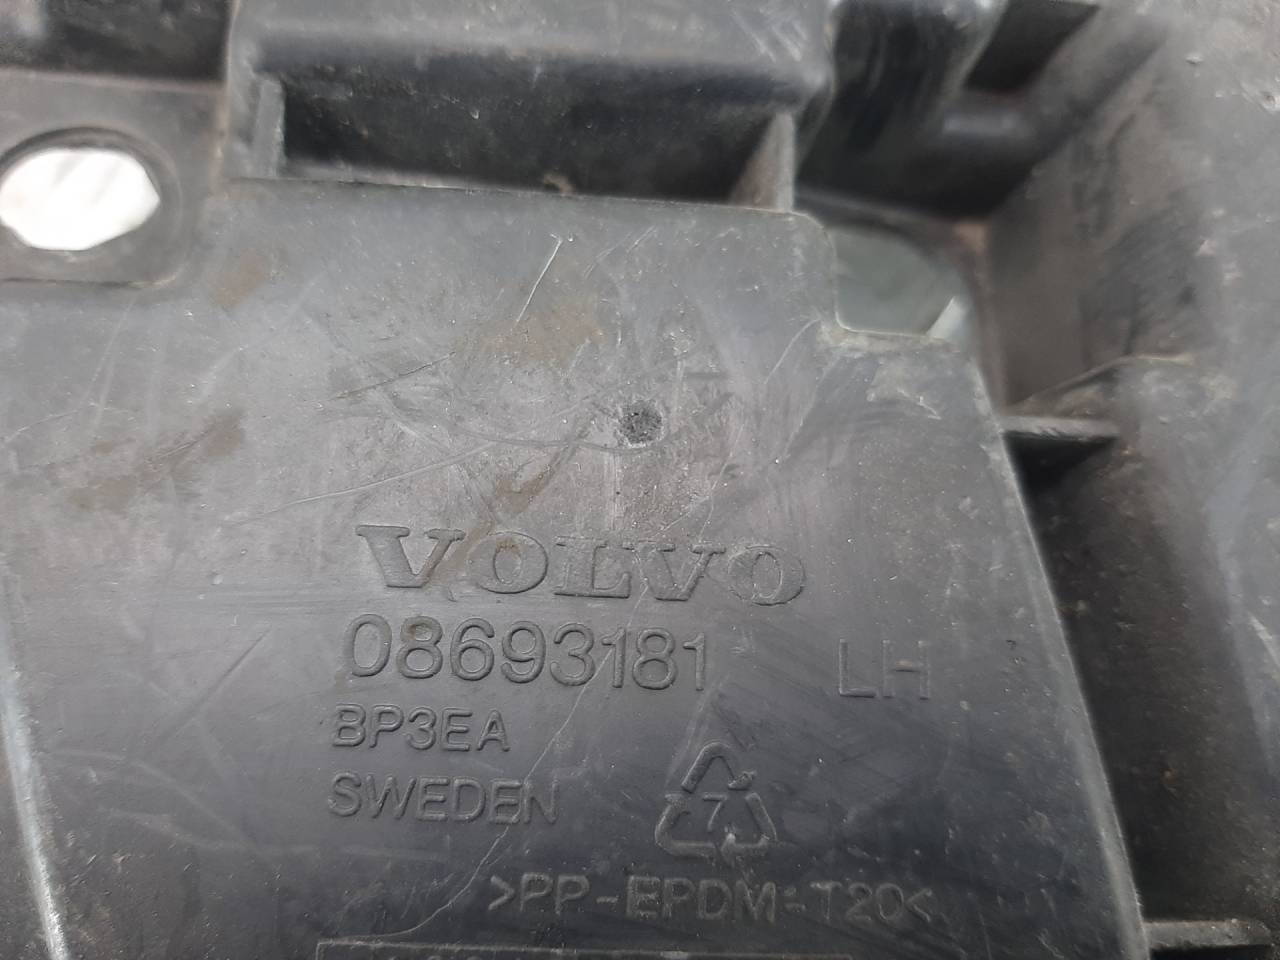 VOLVO
08693181 LH
BP3EA
SWEDEN
7
>PP-EPDM-T20<